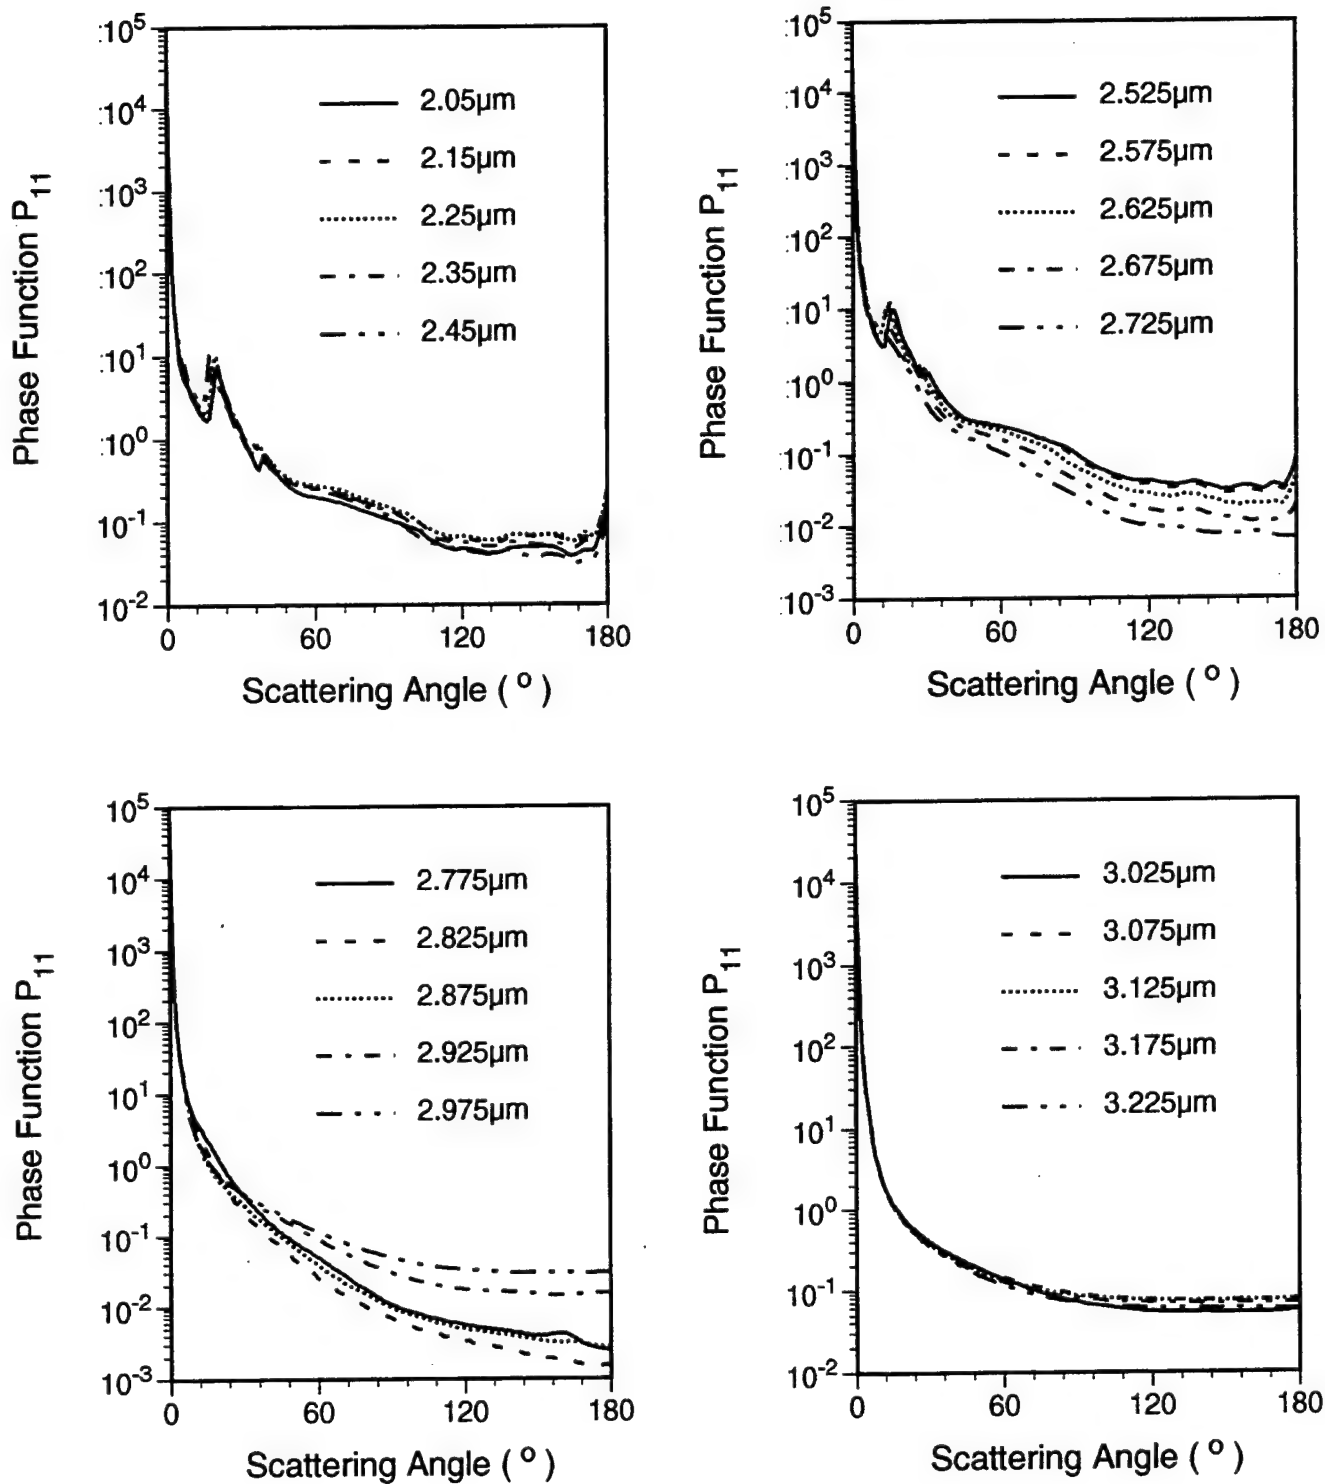 10^5
10^4
10^3
10^2
10^1
10^0
10^-1
10^-2
Phase Function P_11
2.05µm
2.15µm
2.25µm
2.35µm
2.45µm
0 60 120 180
Scattering Angle ( ° )
10^5
10^4
10^3
10^2
10^1
10^0
10^-1
10^-2
10^-3
Phase Function P_11
2.525µm
2.575µm
2.625µm
2.675µm
2.725µm
0 60 120 180
Scattering Angle ( ° )
10^5
10^4
10^3
10^2
10^1
10^0
10^-1
10^-2
10^-3
Phase Function P_11
2.775µm
2.825µm
2.875µm
2.925µm
2.975µm
0 60 120 180
Scattering Angle ( ° )
10^5
10^4
10^3
10^2
10^1
10^0
10^-1
10^-2
Phase Function P_11
3.025µm
3.075µm
3.125µm
3.175µm
3.225µm
0 60 120 180
Scattering Angle ( ° )